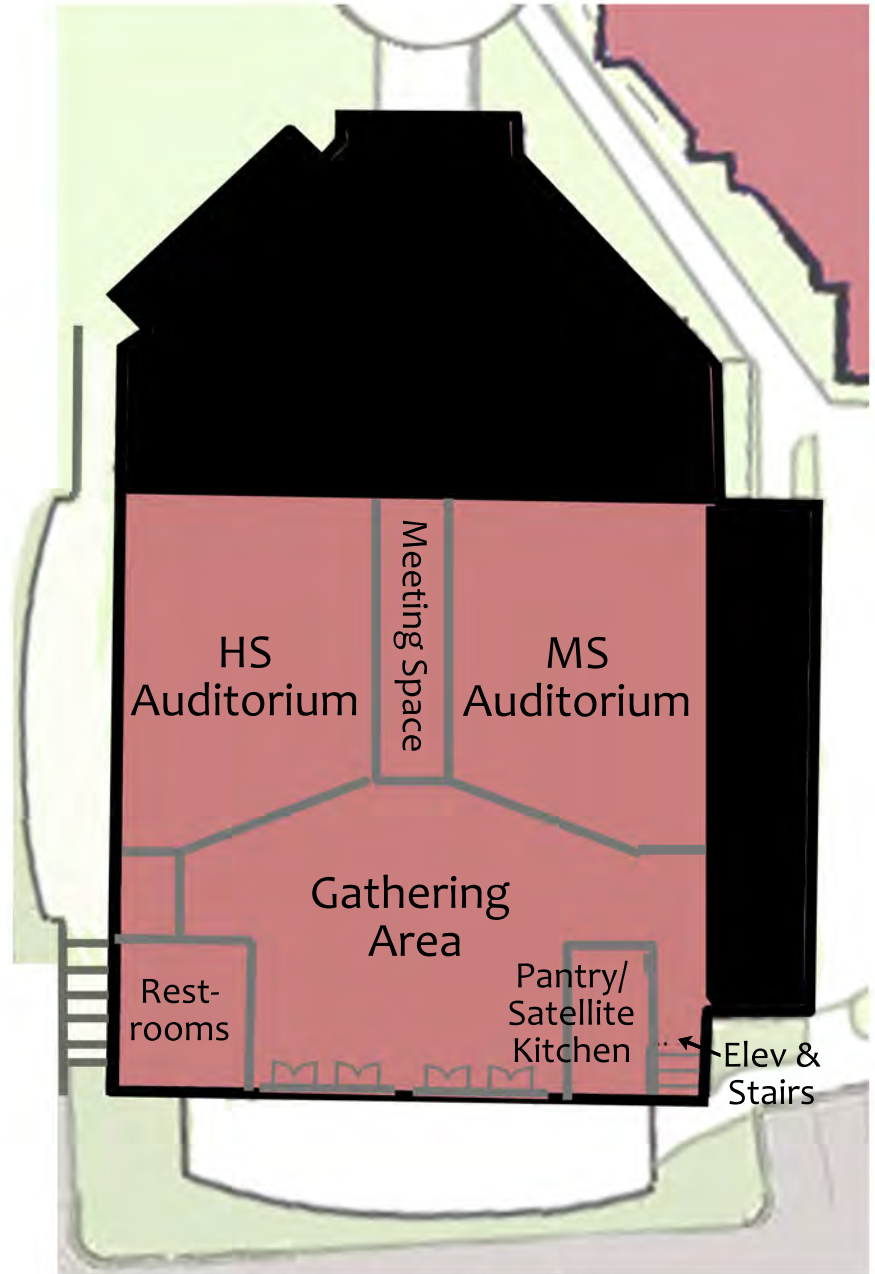 Meeting Space
HS
Auditorium
MS
Auditorium
Gathering
Area
Rest-
rooms
Pantry/
Satellite
Kitchen
Elev &
Stairs